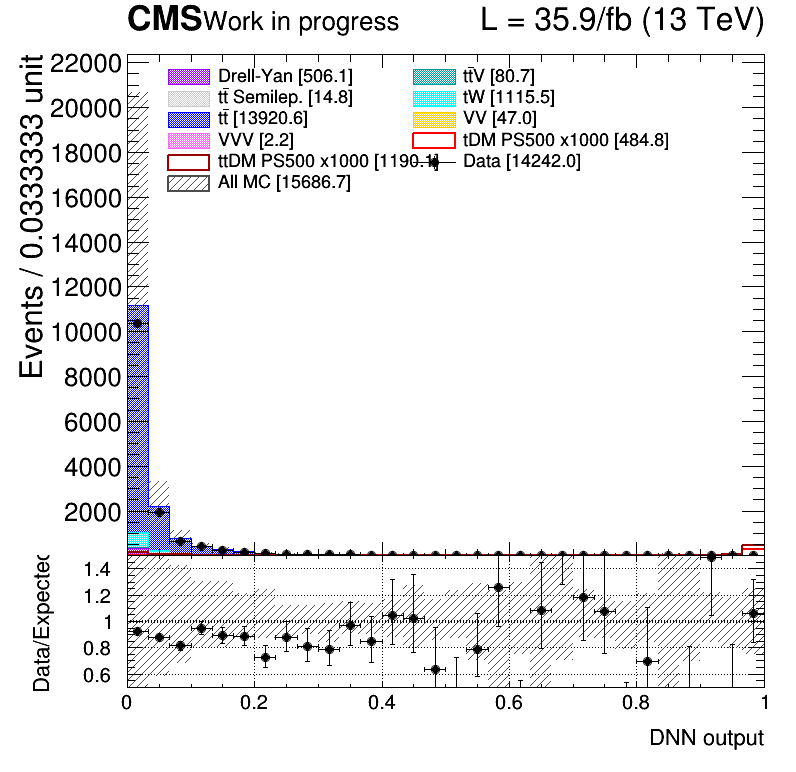 CMS Work in progress L = 35.9/fb (13 TeV)
Events / 0.0333333 unit
22000
20000
18000
16000
14000
12000
10000
8000
6000
4000
2000
Drell-Yan [506.1]
tt̄V [80.7]
tt̄ Semilep. [14.8]
tW [1115.5]
tt̄ [13920.6]
VV [47.0]
VVV [2.2]
tDM PS500 x1000 [484.8]
ttDM PS500 x1000 [1190.1]
Data [14242.0]
All MC [15686.7]
Data/Expected
1.4
1.2
1
0.8
0.6
0 0.2 0.4 0.6 0.8 1
DNN output